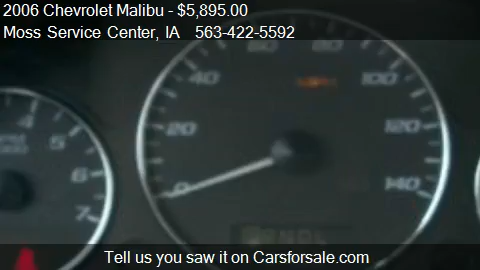 2006 Chevrolet Malibu - $5,895.00
Moss Service Center, IA 563-422-5592
60 80
40 100
4
20 120
5
6
0 140
7
Tell us you saw it on Carsforsale.com